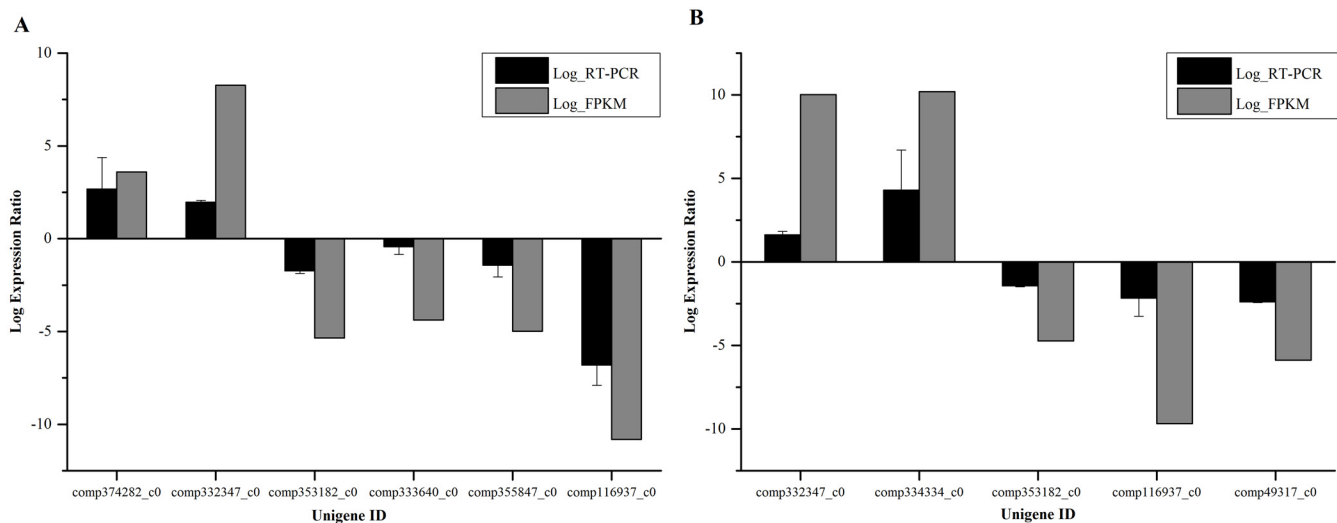 A
Log_RT-PCR
Log_FPKM
10
5
0
-5
-10
Log Expression Ratio
comp374282_c0 comp332347_c0 comp353182_c0 comp333640_c0 comp355847_c0 comp116937_c0
Unigene ID
B
Log_RT-PCR
Log_FPKM
10
5
0
-5
-10
Log Expression Ratio
comp332347_c0 comp334334_c0 comp353182_c0 comp116937_c0 comp49317_c0
Unigene ID